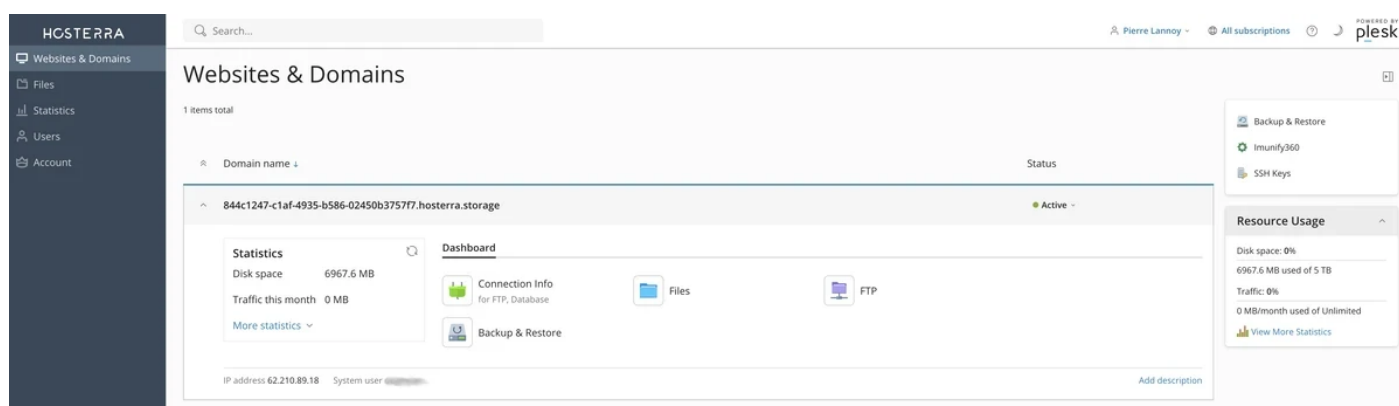 HOSTERRA
Search...
Pierre Lannoy
All subscriptions
POWERED BY
plesk
Websites & Domains
Files
Statistics
Users
Account
Websites & Domains
1 items total
Domain name
Status
844c1247-c1af-4935-b586-02450b3757f7.hosterra.storage
Active
Statistics
Disk space 6967.6 MB
Traffic this month 0 MB
More statistics
Dashboard
Connection Info
for FTP, Database
Files
FTP
Backup & Restore
IP address 62.210.89.18 System user
Add description
Backup & Restore
Imunify360
SSH Keys
Resource Usage
Disk space: 0%
6967.6 MB used of 5 TB
Traffic: 0%
0 MB/month used of Unlimited
View More Statistics